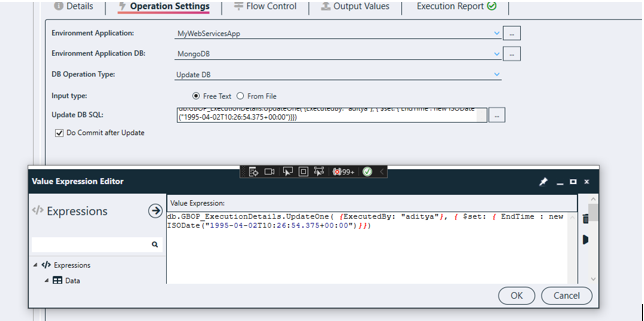 Details Operation Settings Flow Control Output Values Execution Report
Environment Application: MyWebServicesApp ...
Environment Application DB: MongoDB ...
DB Operation Type: Update DB
Input type: Free Text From File
db.GBOP_ExecutionDetails.UpdateOne( {ExecutedBy: "aditya"}, { $set: { EndTime : new ISODate
Update DB SQL: ("1995-04-02T10:26:54.375+00:00")}}) ...
Do Commit after Update
99+
Value Expression Editor
</> Expressions
Value Expression:
db.GBOP_ExecutionDetails.UpdateOne( {ExecutedBy: "aditya"}, { $set: { EndTime : new
ISODate("1995-04-02T10:26:54.375+00:00")}})
</> Expressions
Data
OK Cancel